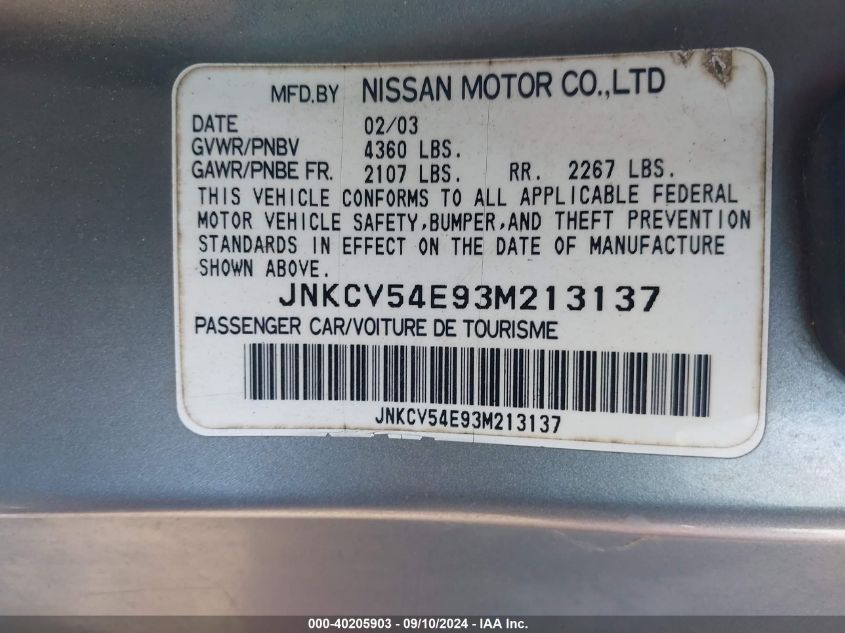 MFD.BY NISSAN MOTOR CO.,LTD
DATE 02/03
GVWR/PNBV 4360 LBS.
GAWR/PNBE FR. 2107 LBS. RR. 2267 LBS.
THIS VEHICLE CONFORMS TO ALL APPLICABLE FEDERAL
MOTOR VEHICLE SAFETY,BUMPER,AND THEFT PREVENTION
STANDARDS IN EFFECT ON THE DATE OF MANUFACTURE
SHOWN ABOVE.
JNKCV54E93M213137
PASSENGER CAR/VOITURE DE TOURISME
JNKCV54E93M213137
000-40205903 - 09/10/2024 - IAA Inc.